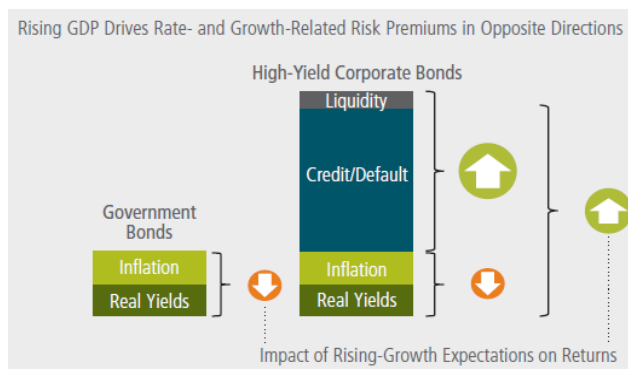 Rising GDP Drives Rate- and Growth-Related Risk Premiums in Opposite Directions
High-Yield Corporate Bonds
Liquidity
Credit/Default
Government
Bonds
Inflation
Real Yields
Inflation
Real Yields
Impact of Rising-Growth Expectations on Returns